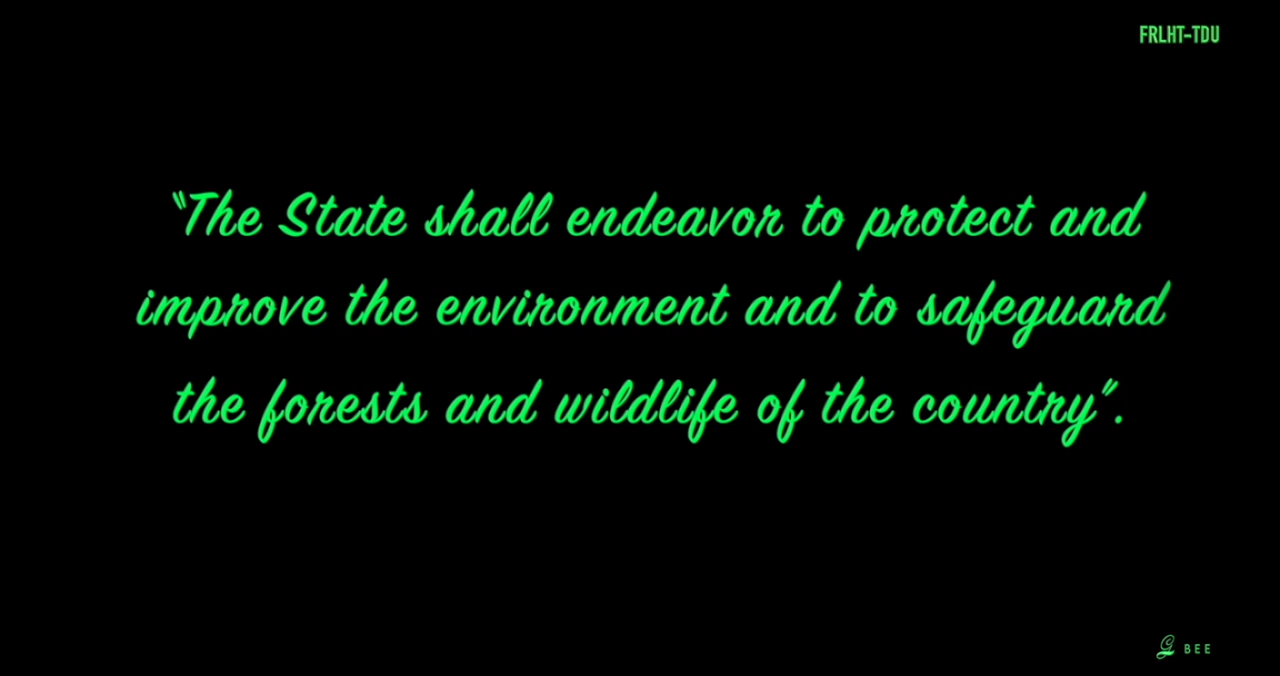 FRLHT-TDU
"The State shall endeavor to protect and
improve the environment and to safeguard
the forests and wildlife of the country".
G BEE